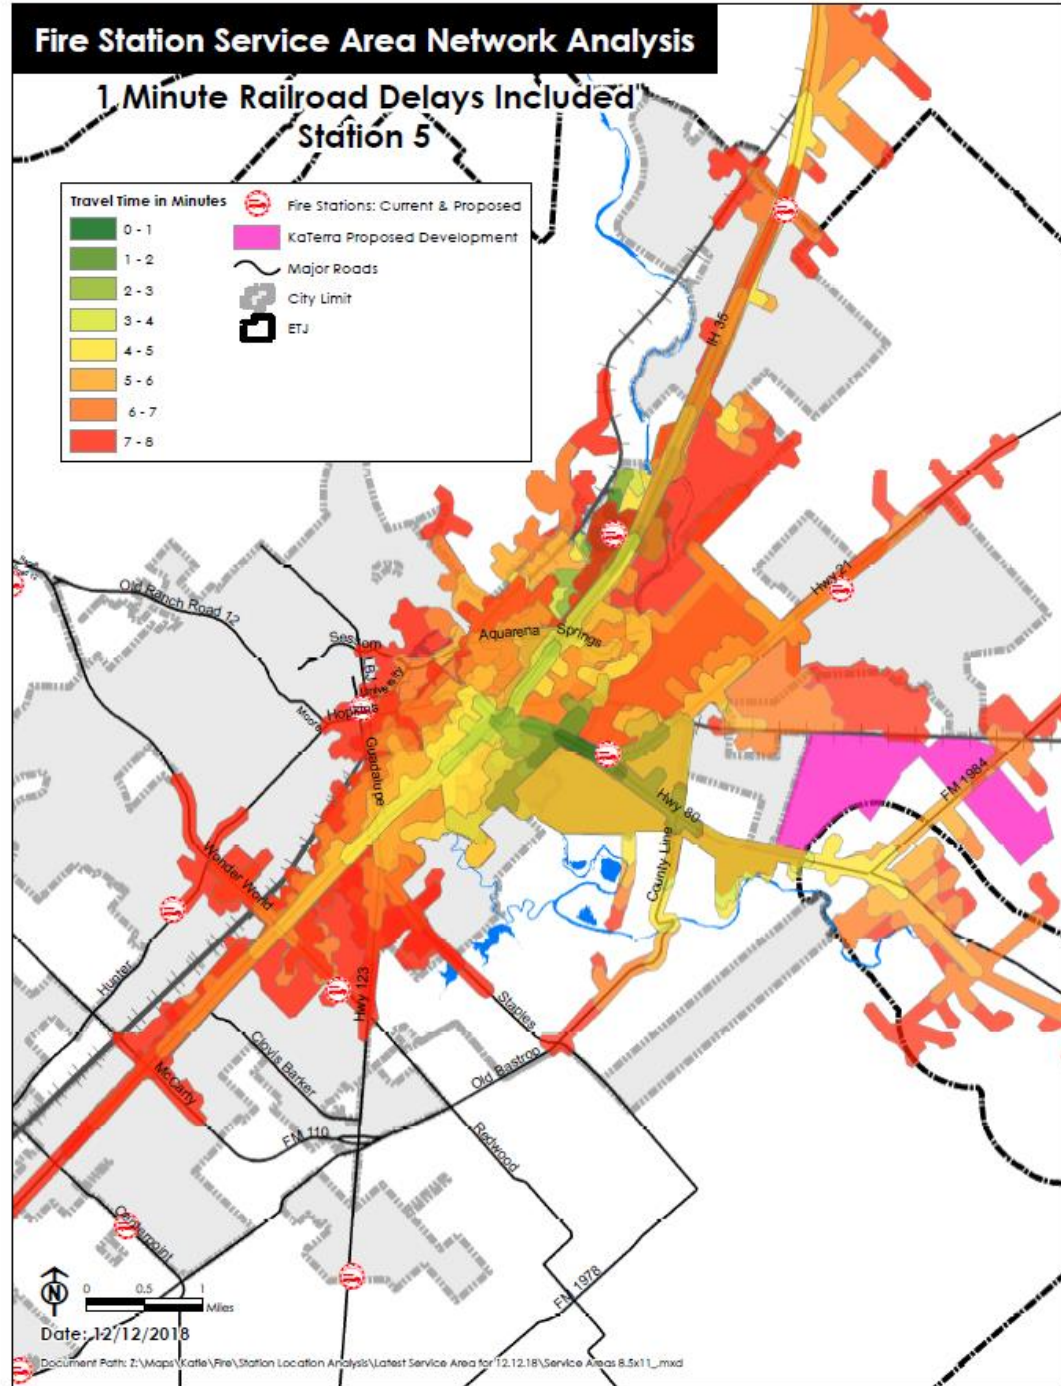 Fire Station Service Area Network Analysis
1 Minute Railroad Delays Included
Station 5
Travel Time in Minutes
0 - 1
1 - 2
2 - 3
3 - 4
4 - 5
5 - 6
6 - 7
7 - 8
Fire Stations: Current & Proposed
KaTerra Proposed Development
Major Roads
City Limit
ETJ
IH 35
Hwy 21
Old Ranch Road 12
Sessom
Aquarena
Springs
LBJ
University
Hopkins
Moore
Guadalupe
FM 1984
Hwy 80
County Line
Wonder World
Hunter
Hwy 123
Staples
Old Bastrop
Clovis Barker
McCarty
FM 110
Redwood
Centerpoint
FM 1978
N
0 0.5 1
Miles
Date: 12/12/2018
Document Path: Z:\Maps\Katie\Fire\Station Location Analysis\Latest Service Area for 12.12.18\Service Areas 8.5x11_.mxd